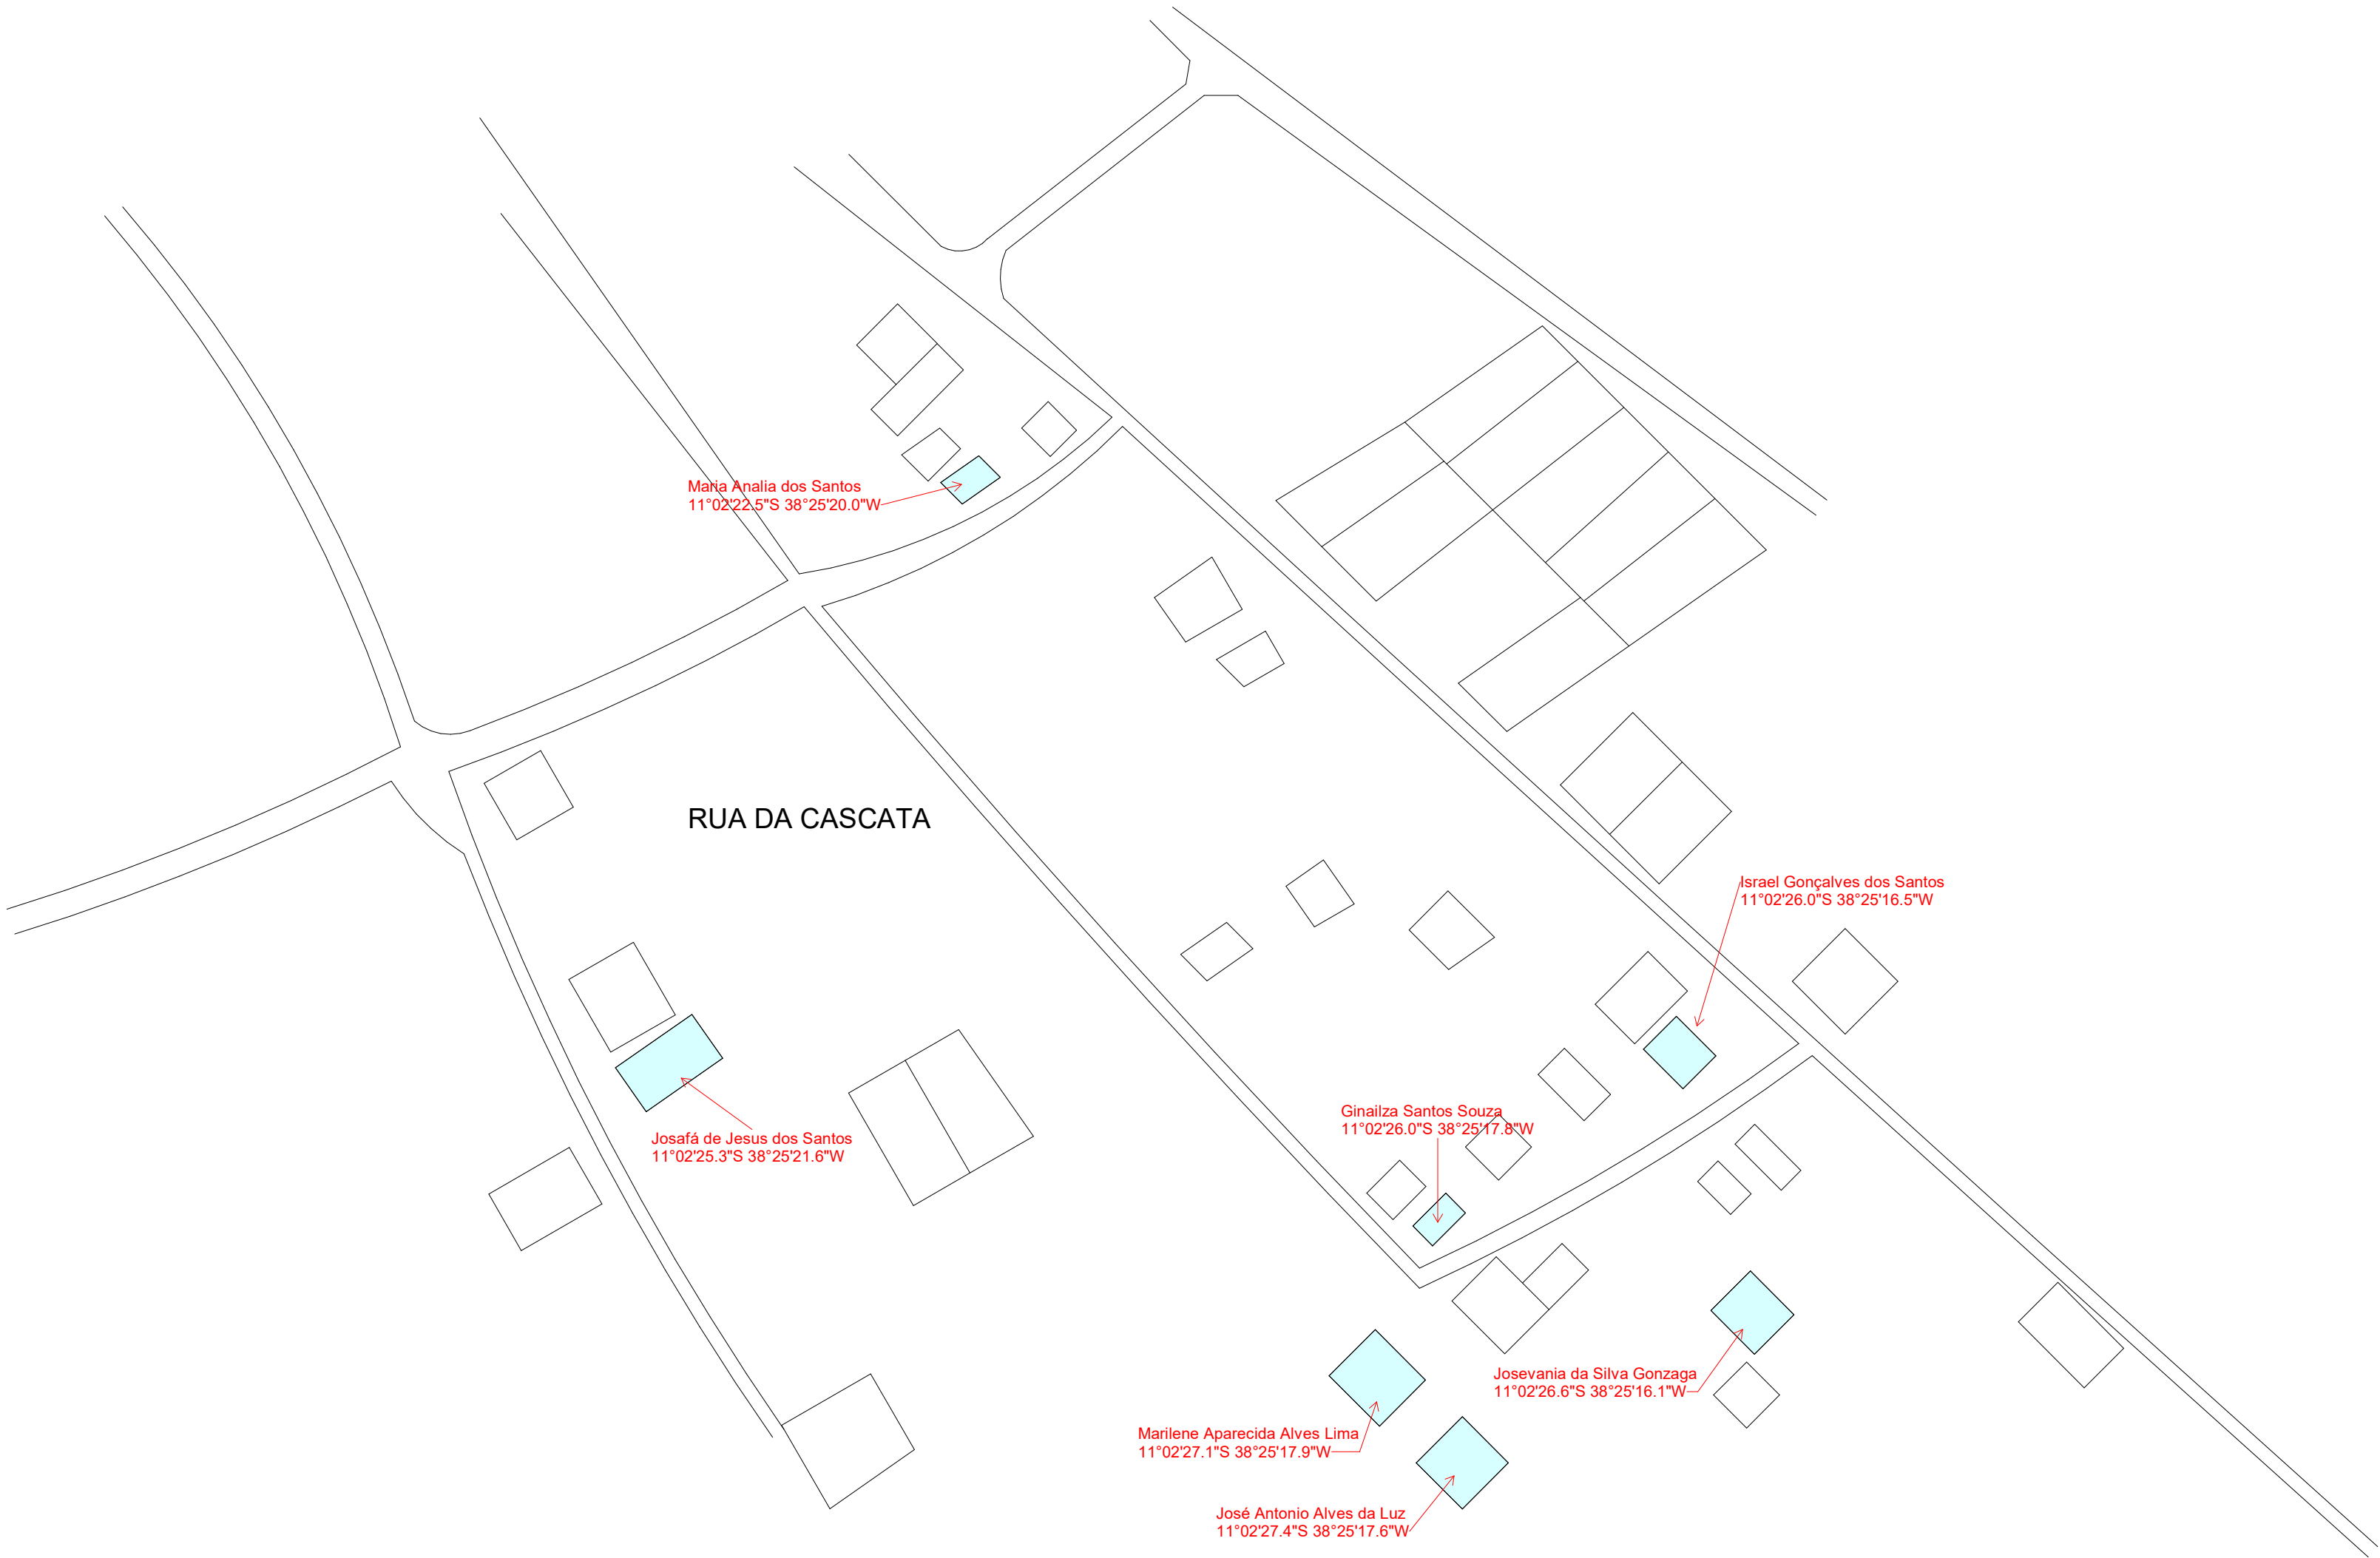 Maria Analia dos Santos
11°02'22.5"S 38°25'20.0"W
RUA DA CASCATA
Israel Gonçalves dos Santos
11°02'26.0"S 38°25'16.5"W
Ginailza Santos Souza
11°02'26.0"S 38°25'17.8"W
Josafá de Jesus dos Santos
11°02'25.3"S 38°25'21.6"W
Josevania da Silva Gonzaga
11°02'26.6"S 38°25'16.1"W
Marilene Aparecida Alves Lima
11°02'27.1"S 38°25'17.9"W
José Antonio Alves da Luz
11°02'27.4"S 38°25'17.6"W